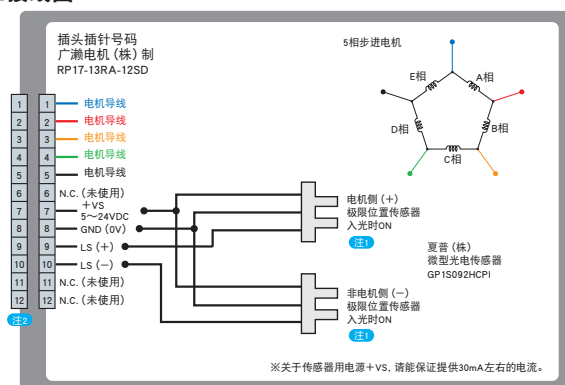 插头插针号码
广濑电机（株）制
RP17-13RA-12SD
5相步进电机
E相
A相
D相
B相
C相
1 1 电机导线
2 2 电机导线
3 3 电机导线
4 4 电机导线
5 5 电机导线
6 6 N.C.（未使用）
7 7 ＋VS
5～24VDC
8 8 GND（0V）
9 9 LS（＋）
10 10 LS（－）
11 11 N.C.（未使用）
12 12 N.C.（未使用）
注2
电机侧（＋）
极限位置传感器
入光时ON
注1
夏普（株）
微型光电传感器
GP1S092HCPI
非电机侧（－）
极限位置传感器
入光时ON
注1
※关于传感器用电源＋VS，请能保证提供30mA左右的电流。